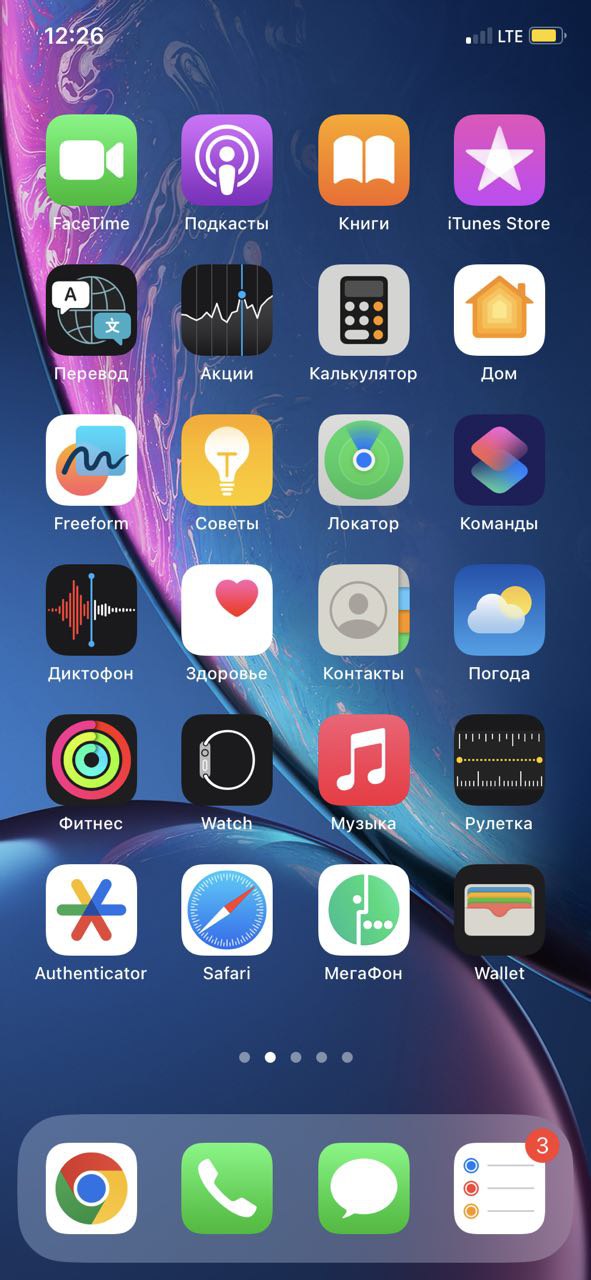 12:26 LTE
FaceTime Подкасты Книги iTunes Store
A 文
Перевод Акции Калькулятор Дом
Freeform Советы Локатор Команды
Диктофон Здоровье Контакты Погода
Фитнес Watch Музыка Рулетка
Authenticator Safari МегаФон Wallet
3